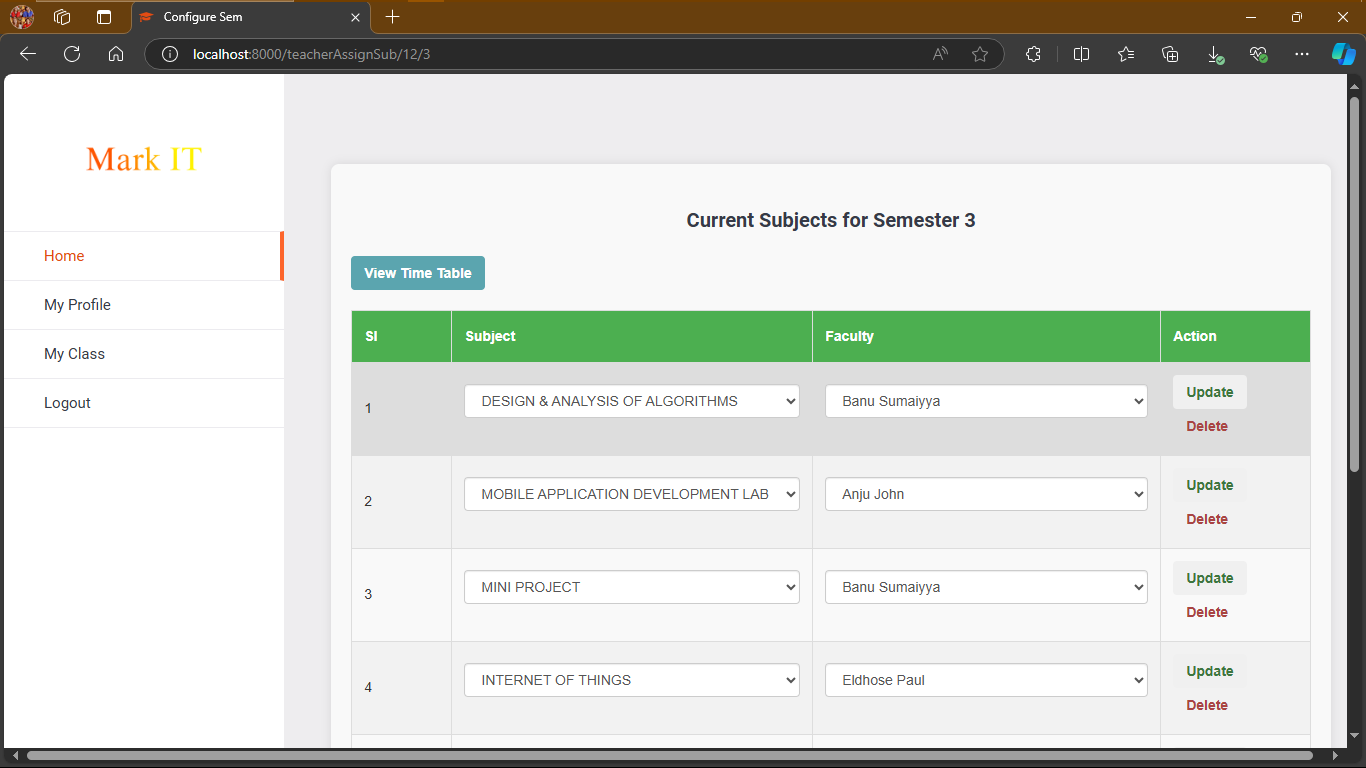 Configure Sem
localhost:8000/teacherAssignSub/12/3
Mark IT
Home
My Profile
My Class
Logout
Current Subjects for Semester 3
View Time Table
Sl Subject Faculty Action
1 DESIGN & ANALYSIS OF ALGORITHMS Banu Sumaiyya Update
Delete
2 MOBILE APPLICATION DEVELOPMENT LAB Anju John Update
Delete
3 MINI PROJECT Banu Sumaiyya Update
Delete
4 INTERNET OF THINGS Eldhose Paul Update
Delete